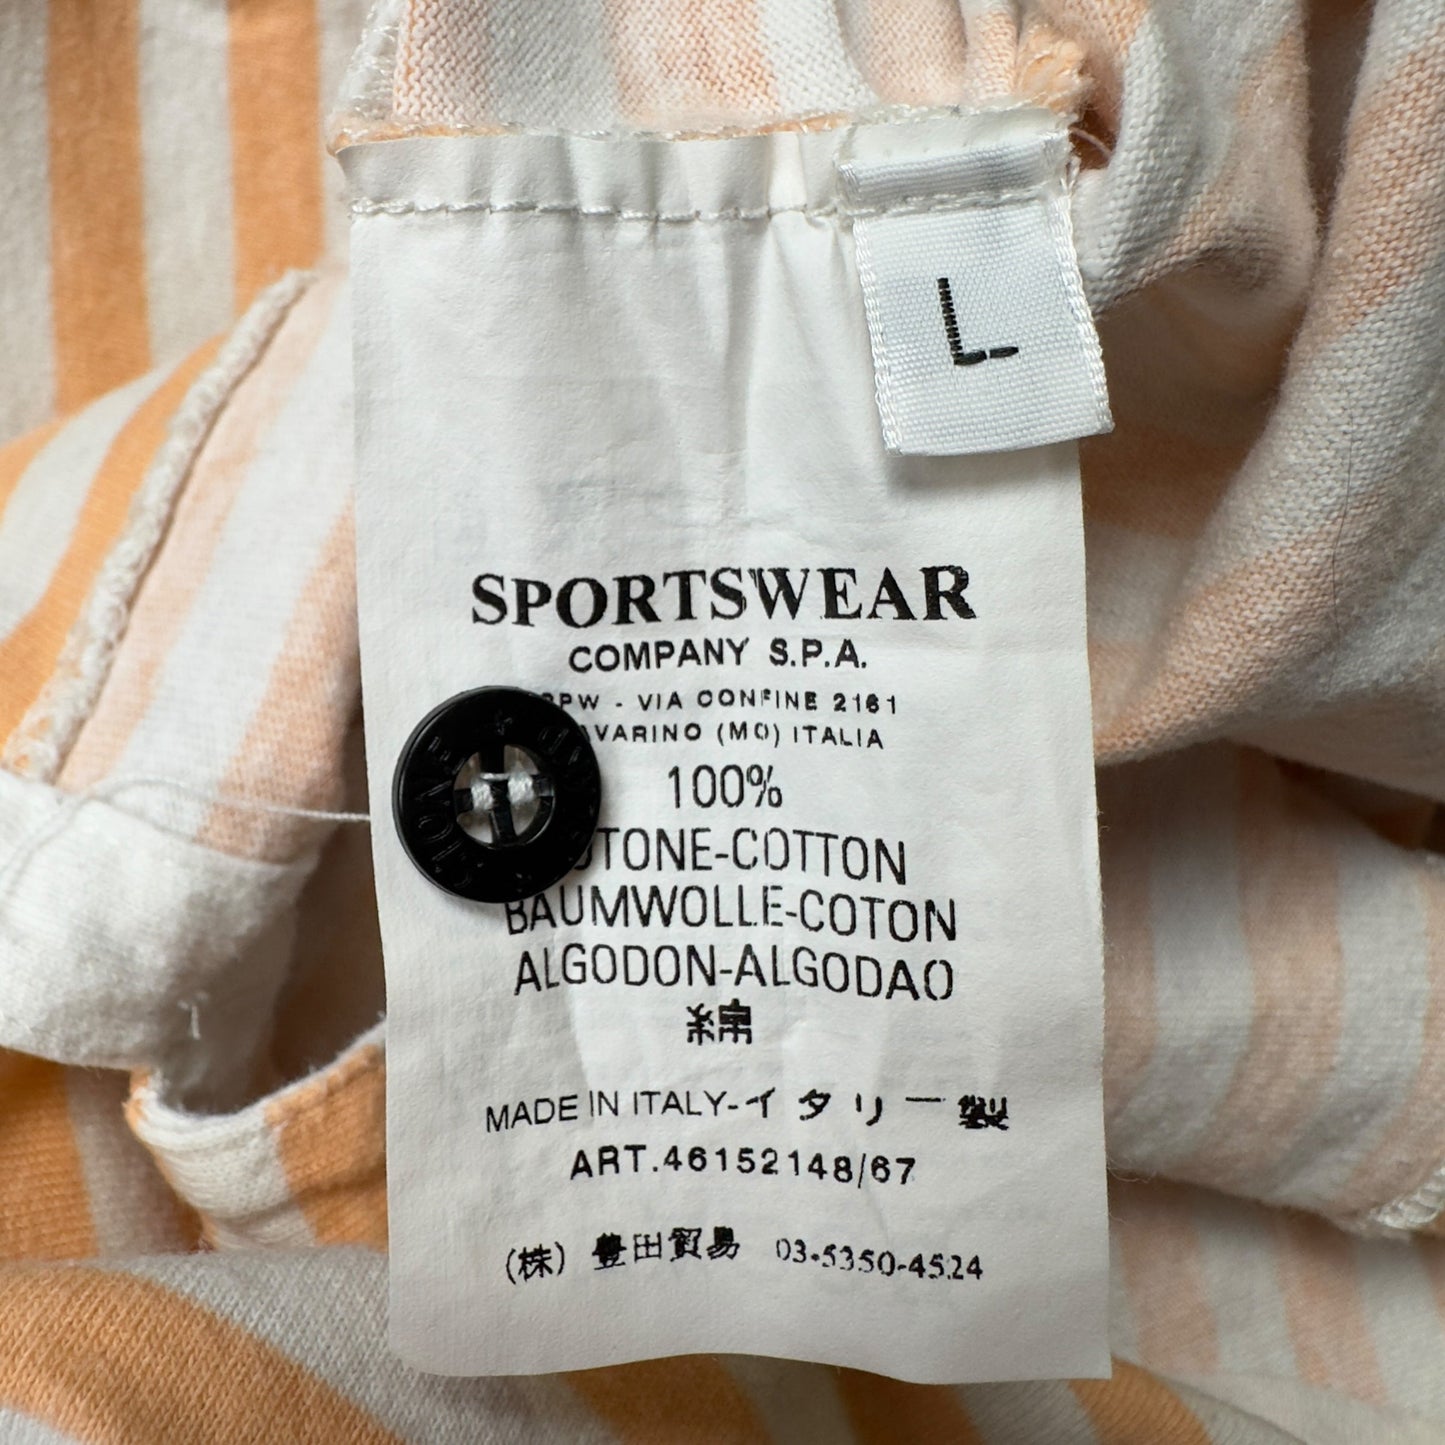 L
SPORTSWEAR
COMPANY S.P.A.
SPW - VIA CONFINE 2161
(MO) ITALIA
100%
-COTTON
BAUMWOLLE-COTON
ALGODON-ALGODAO
綿
MADE IN ITALY-イタリー製
ART.46152148/67
(株) 豊田貿易 03-5350-4524